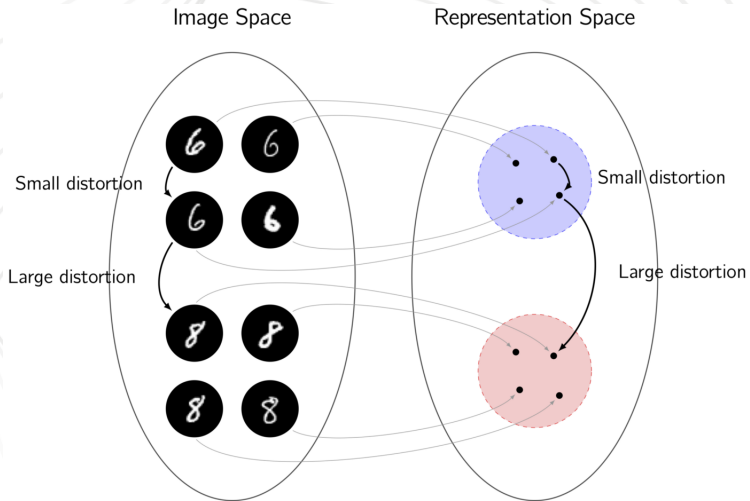 Image Space
Representation Space
6 6
Small distortion
Small distortion
6 6
Large distortion
Large distortion
8 8
8 8